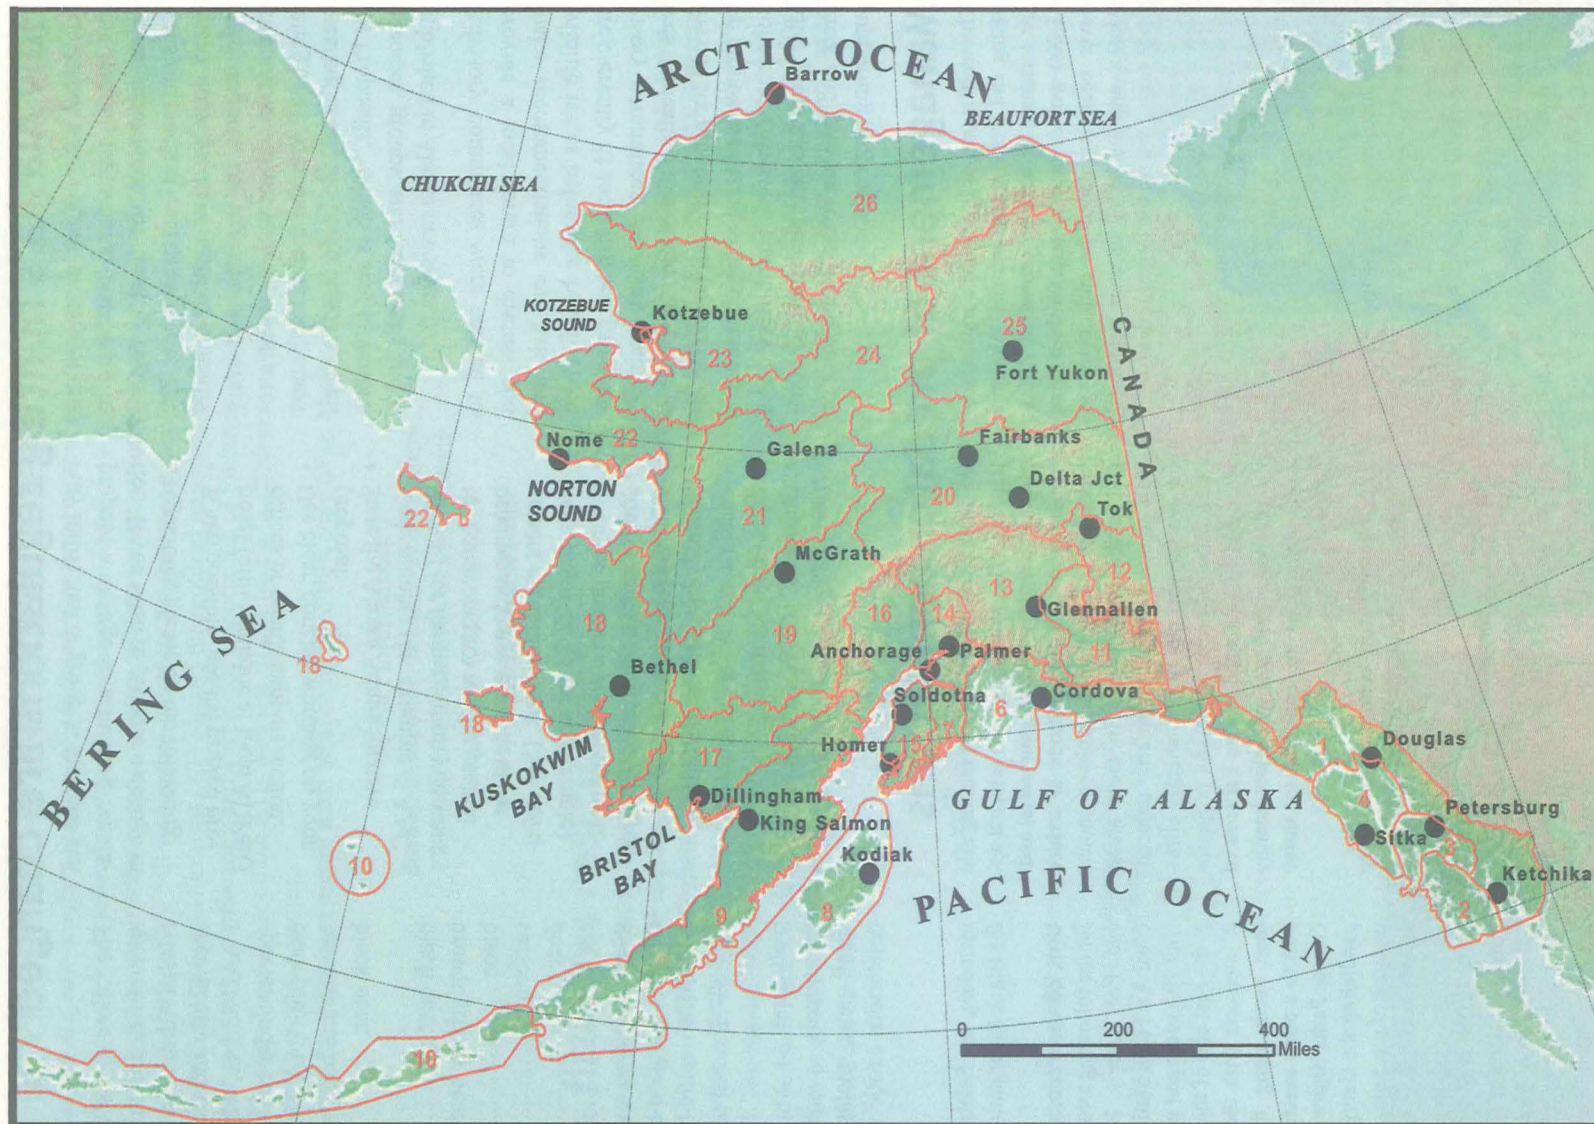 ARCTIC OCEAN
Barrow
BEAUFORT SEA
CHUKCHI SEA
26
KOTZEBUE
SOUND
Kotzebue
23
24
25
Fort Yukon
CANADA
Nome
22
Galena
Fairbanks
NORTON
SOUND
22
21
20
Delta Jct
Tok
McGrath
BERING SEA
18
18
18
Bethel
19
16
14
13
12
Glennallen
11
Anchorage
Palmer
Soldotna
6
Cordova
Homer
15
7
KUSKOKWIM
BAY
17
Dillingham
King Salmon
BRISTOL
BAY
10
9
Kodiak
8
GULF OF ALASKA
1
Douglas
4
Petersburg
Sitka
3
Ketchika
2
PACIFIC OCEAN
10
0 200 400
Miles